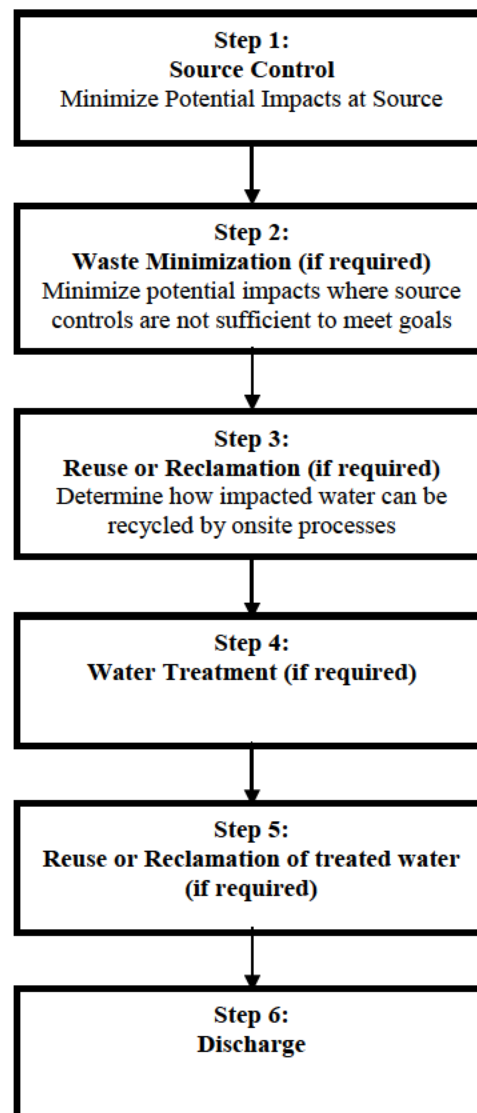 Step 1:
Source Control
Minimize Potential Impacts at Source
Step 2:
Waste Minimization (if required)
Minimize potential impacts where source
controls are not sufficient to meet goals
Step 3:
Reuse or Reclamation (if required)
Determine how impacted water can be
recycled by onsite processes
Step 4:
Water Treatment (if required)
Step 5:
Reuse or Reclamation of treated water
(if required)
Step 6:
Discharge